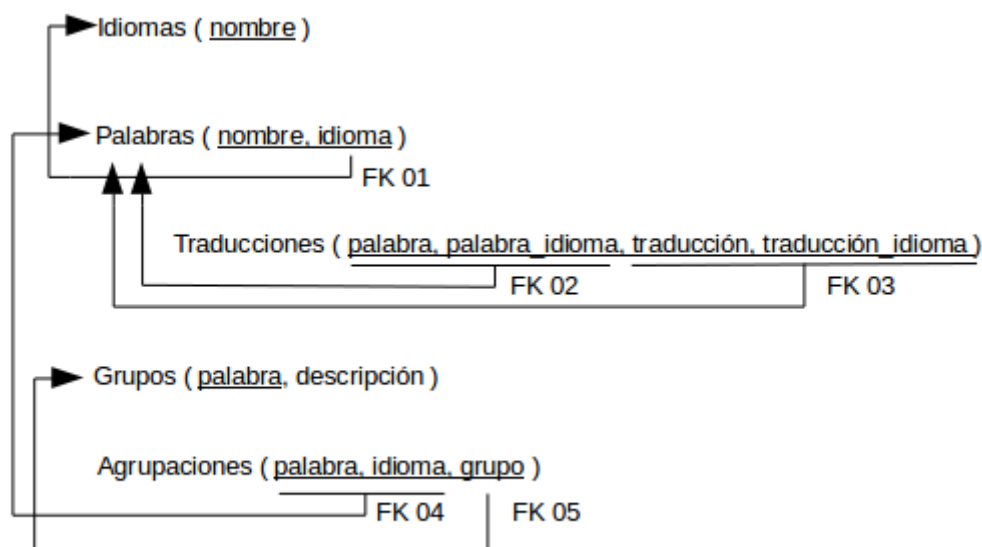 Idiomas ( nombre )
Palabras ( nombre, idioma )
FK 01
Traducciones ( palabra, palabra_idioma, traducción, traducción_idioma )
FK 02 FK 03
Grupos ( palabra, descripción )
Agrupaciones ( palabra, idioma, grupo )
FK 04 FK 05